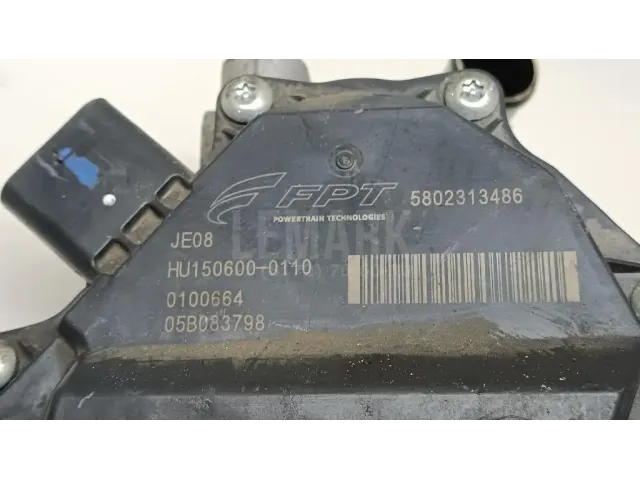 FPT 5802313486
POWERTRAIN TECHNOLOGIES
JE08
LEMARK
HU150600-0110
0100664
05B083798